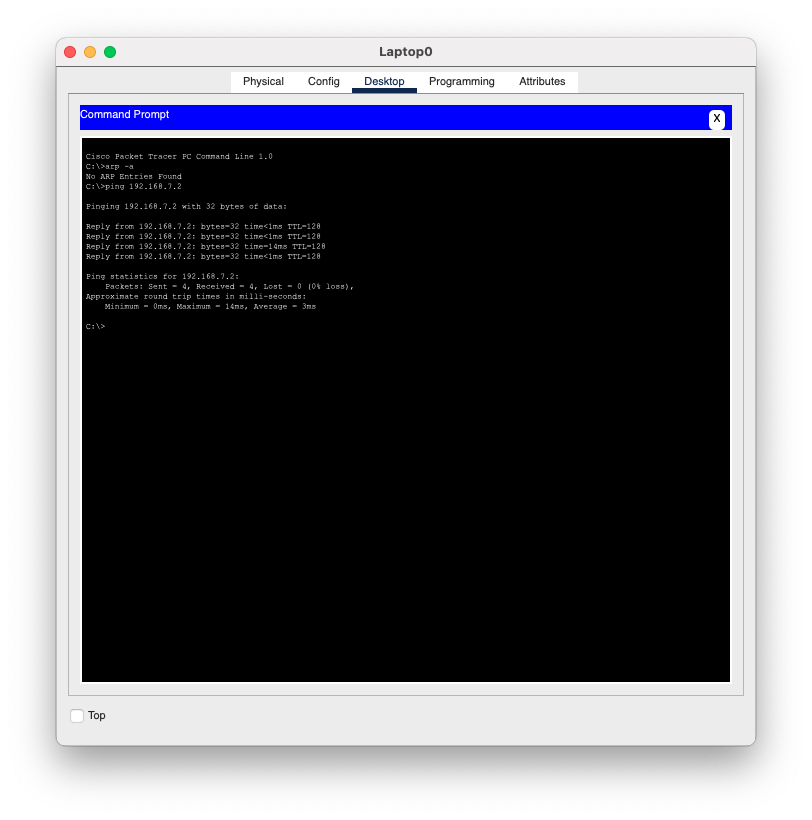 Laptop0
Physical Config Desktop Programming Attributes
Command Prompt
X
Cisco Packet Tracer PC Command Line 1.0
C:\>arp -a
No ARP Entries Found
C:\>ping 192.168.7.2
Pinging 192.168.7.2 with 32 bytes of data:
Reply from 192.168.7.2: bytes=32 time<1ms TTL=128
Reply from 192.168.7.2: bytes=32 time<1ms TTL=128
Reply from 192.168.7.2: bytes=32 time=14ms TTL=128
Reply from 192.168.7.2: bytes=32 time<1ms TTL=128
Ping statistics for 192.168.7.2:
Packets: Sent = 4, Received = 4, Lost = 0 (0% loss),
Approximate round trip times in milli-seconds:
Minimum = 0ms, Maximum = 14ms, Average = 3ms
C:\>
Top